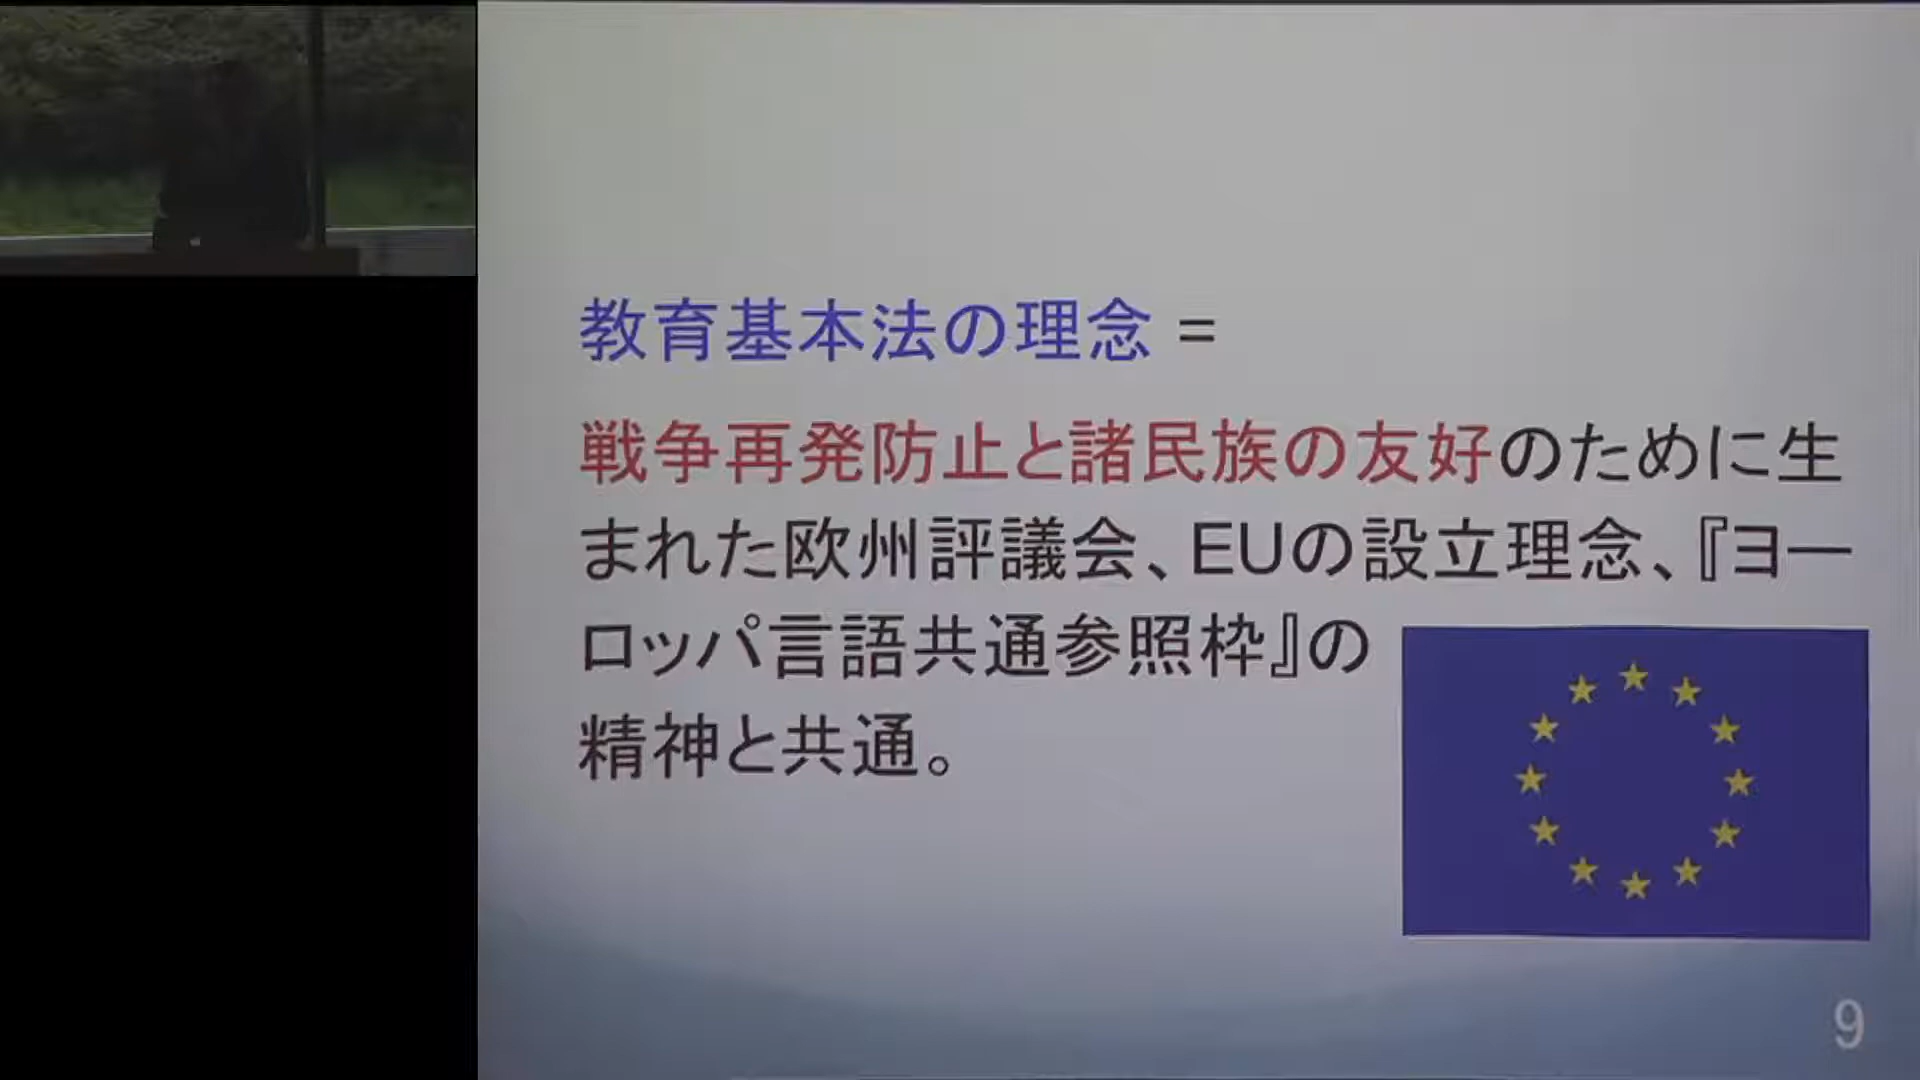 教育基本法の理念 =
戦争再発防止と諸民族の友好のために生
まれた欧州評議会、EUの設立理念、『ヨー
ロッパ言語共通参照枠』の
精神と共通。
9